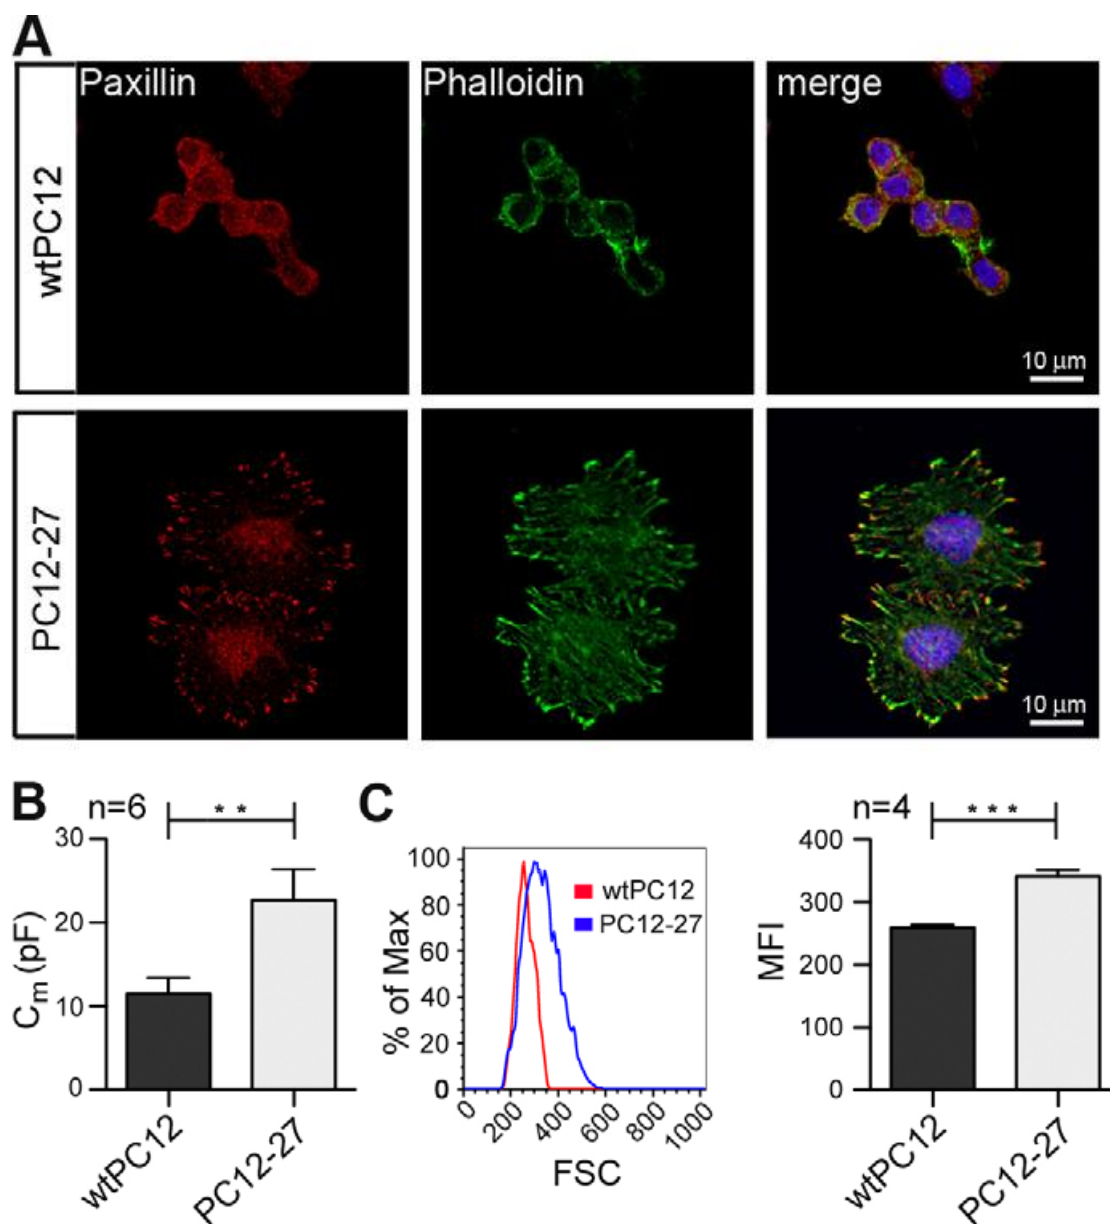 A
Paxillin
Phalloidin
merge
wtPC12
10 μm
PC12-27
10 μm
B
n=6
* *
30
20
10
0
Cm (pF)
wtPC12
PC12-27
C
100
80
60
40
20
0
% of Max
wtPC12
PC12-27
0
200
400
600
800
1000
FSC
n=4
* * *
400
300
200
100
0
MFI
wtPC12
PC12-27